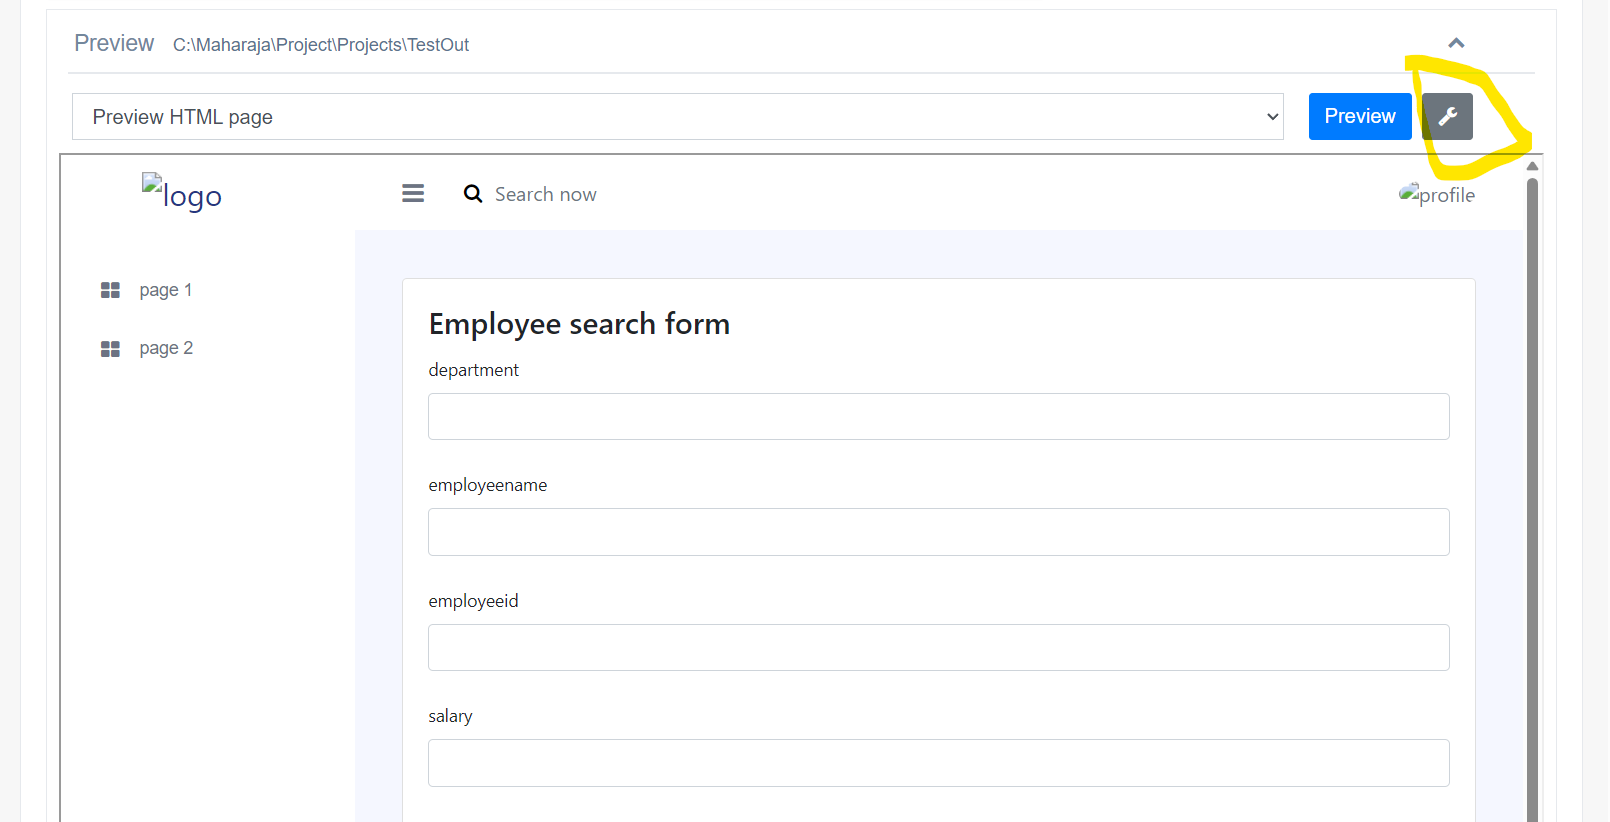 Preview C:\Maharaja\Project\Projects\TestOut
Preview HTML page Preview
logo Search now profile
page 1
page 2
Employee search form
department
employeename
employeeid
salary